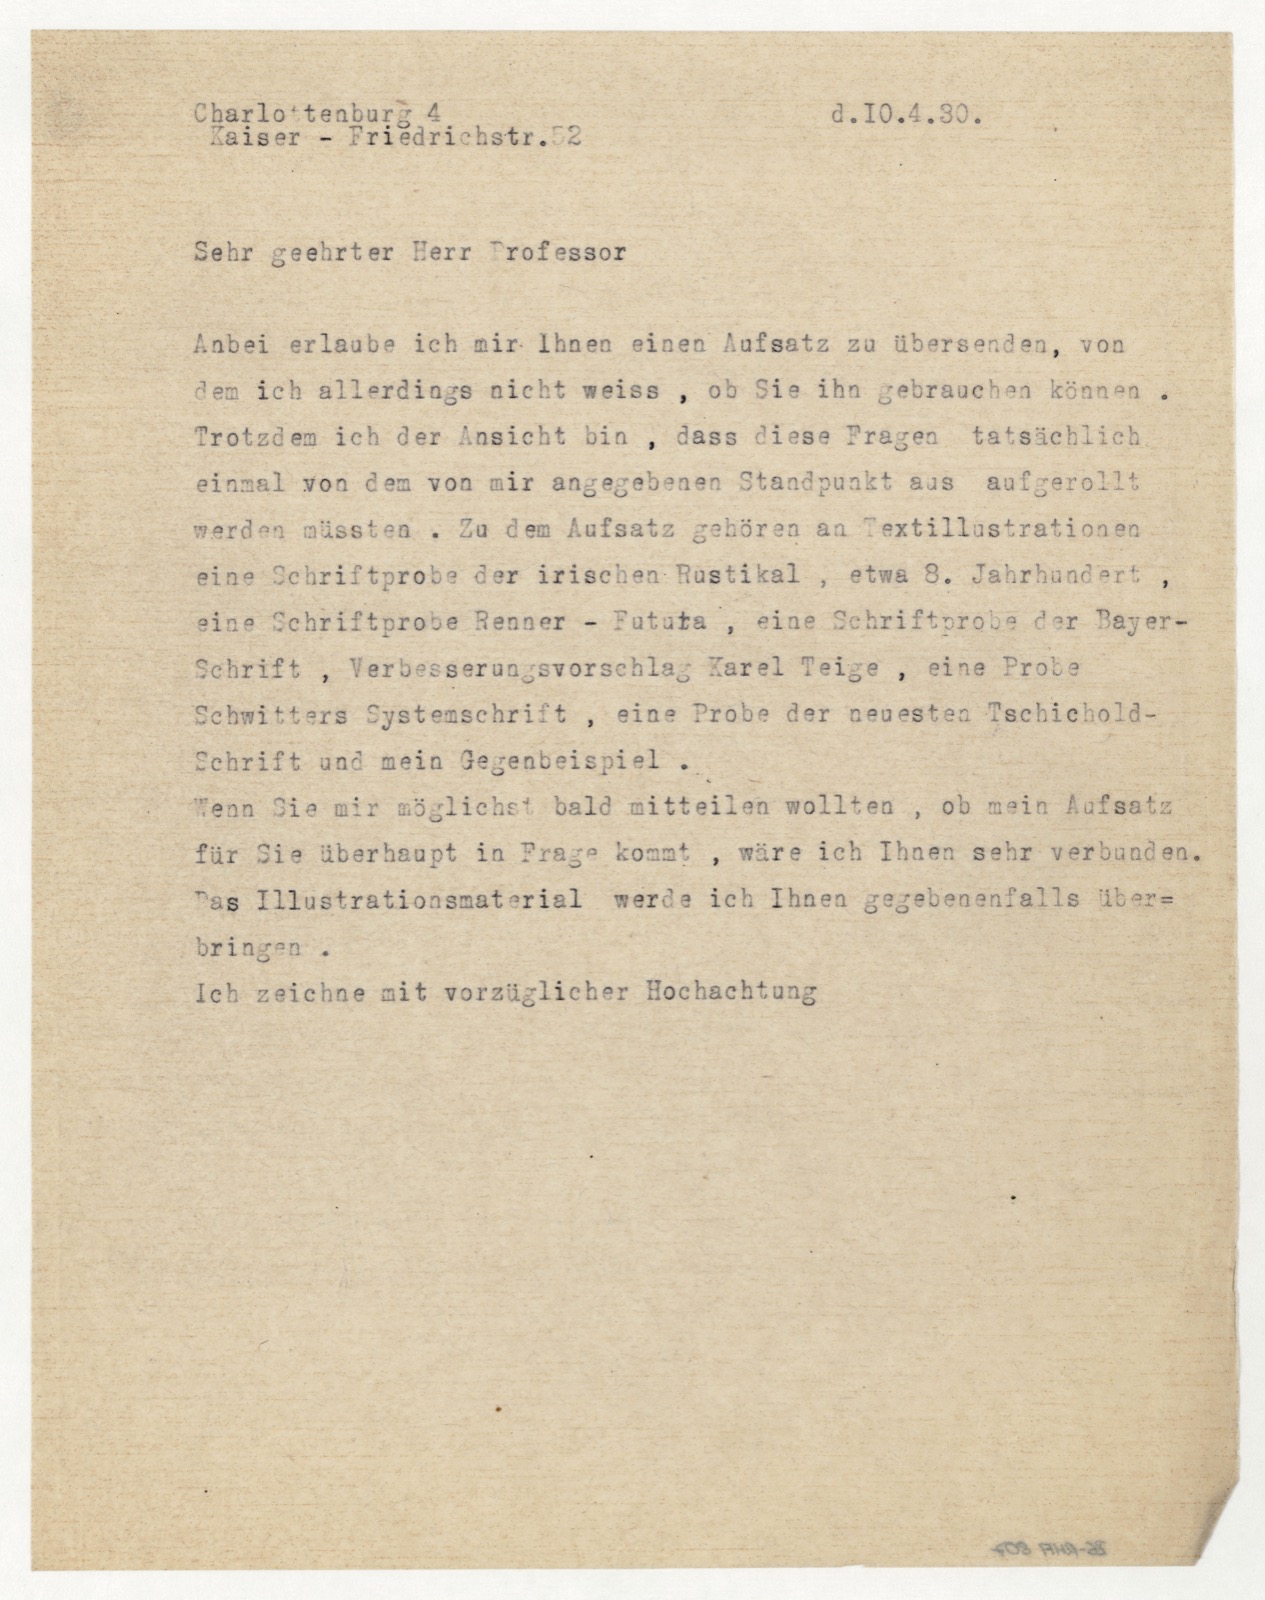 Charlottenburg 4 d.I0.4.30.
Kaiser - Friedrichstr.52
Sehr geehrter Herr Professor
Anbei erlaube ich mir Ihnen einen Aufsatz zu übersenden, von
dem ich allerdings nicht weiss , ob Sie ihn gebrauchen können .
Trotzdem ich der Ansicht bin , dass diese Fragen tatsächlich
einmal von dem von mir angegebenen Standpunkt aus aufgerollt
werden müssten . Zu dem Aufsatz gehören an Textillustrationen
eine Schriftprobe der irischen Rustikal , etwa 8. Jahrhundert ,
eine Schriftprobe Renner - Fututa , eine Schriftprobe der Bayer-
Schrift , Verbesserungsvorschlag Karel Teige , eine Probe
Schwitters Systemschrift , eine Probe der neuesten Tschichold-
Schrift und mein Gegenbeispiel .
Wenn Sie mir möglichst bald mitteilen wollten , ob mein Aufsatz
für Sie überhaupt in Frage kommt , wäre ich Ihnen sehr verbunden.
Das Illustrationsmaterial werde ich Ihnen gegebenenfalls über=
bringen .
Ich zeichne mit vorzüglicher Hochachtung